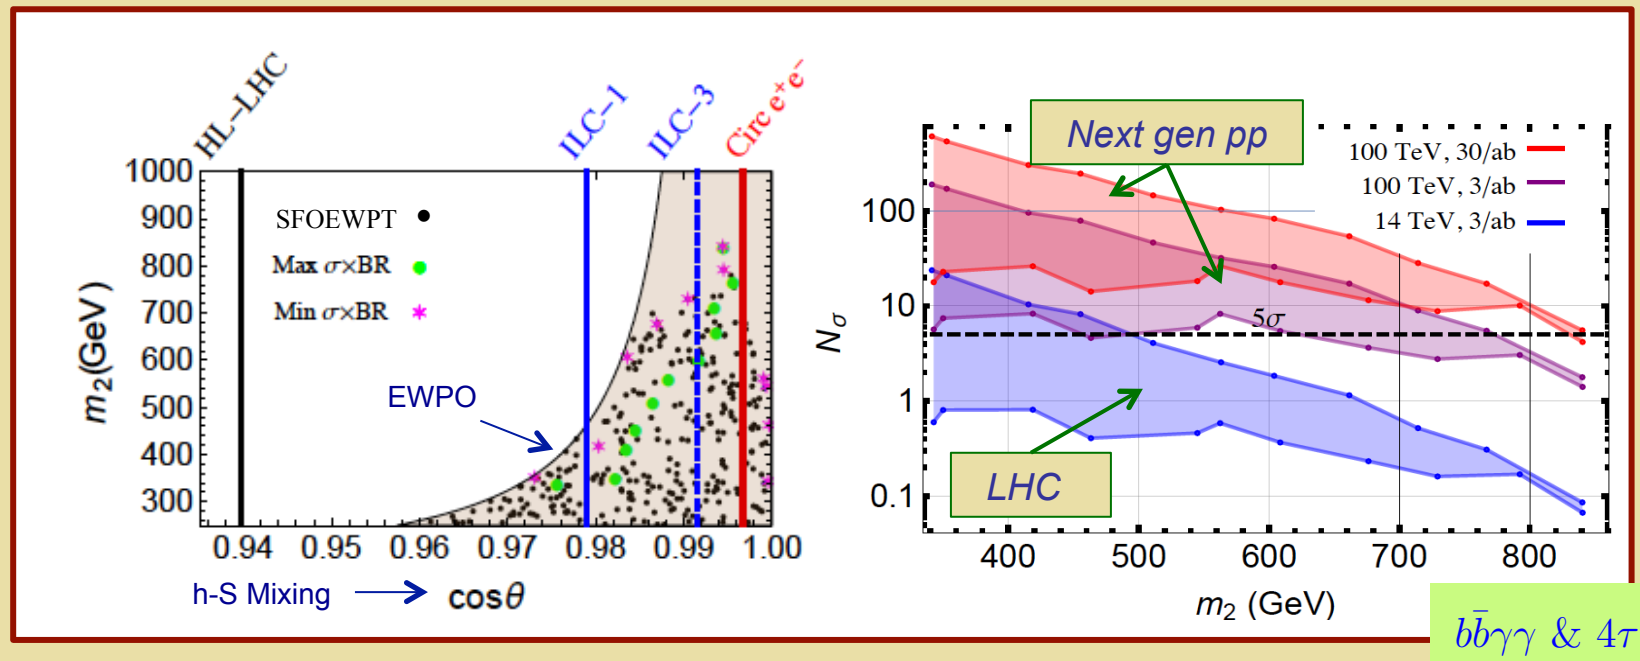 HL-LHC
ILC-1
ILC-3
Circ e⁺e⁻
1000
900
800
700
600
500
400
300
m₂(GeV)
SFOEWPT
Max σ×BR
Min σ×BR
EWPO
0.94 0.95 0.96 0.97 0.98 0.99 1.00
h-S Mixing
cosθ
Next gen pp
100 TeV, 30/ab
100 TeV, 3/ab
14 TeV, 3/ab
100
10
1
0.1
Nσ
5σ
LHC
400 500 600 700 800
m₂ (GeV)
bb̄γγ & 4τ